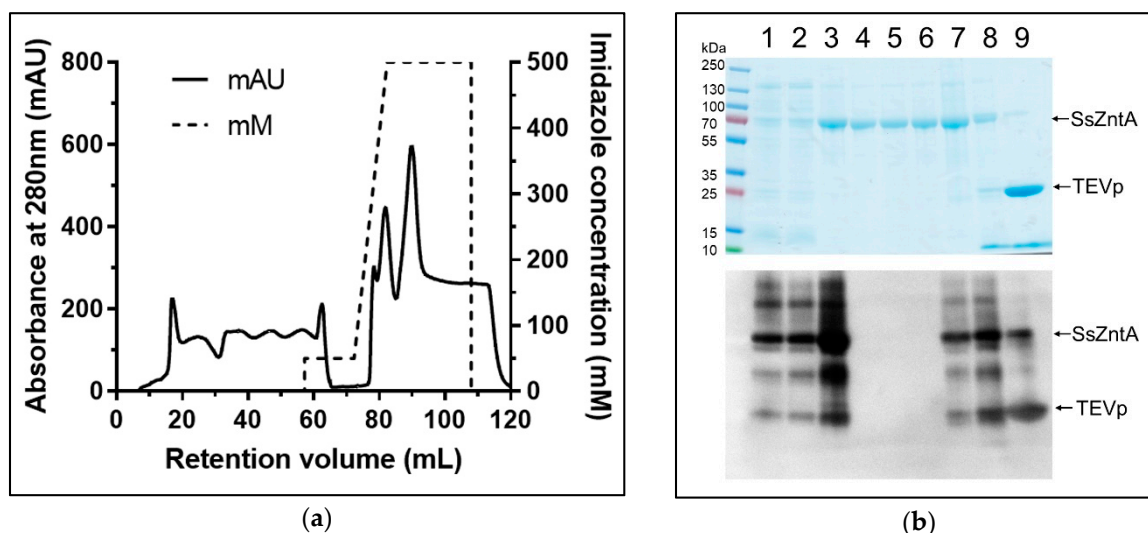 Absorbance at 280nm (mAU)
800
600
400
200
0
mAU
mM
500
400
300
200
100
0
Imidazole concentration (mM)
0 20 40 60 80 100 120
Retention volume (mL)
(a)
1 2 3 4 5 6 7 8 9
kDa
250
130
100
70
55
35
25
15
10
SsZntA
TEVp
SsZntA
TEVp
(b)